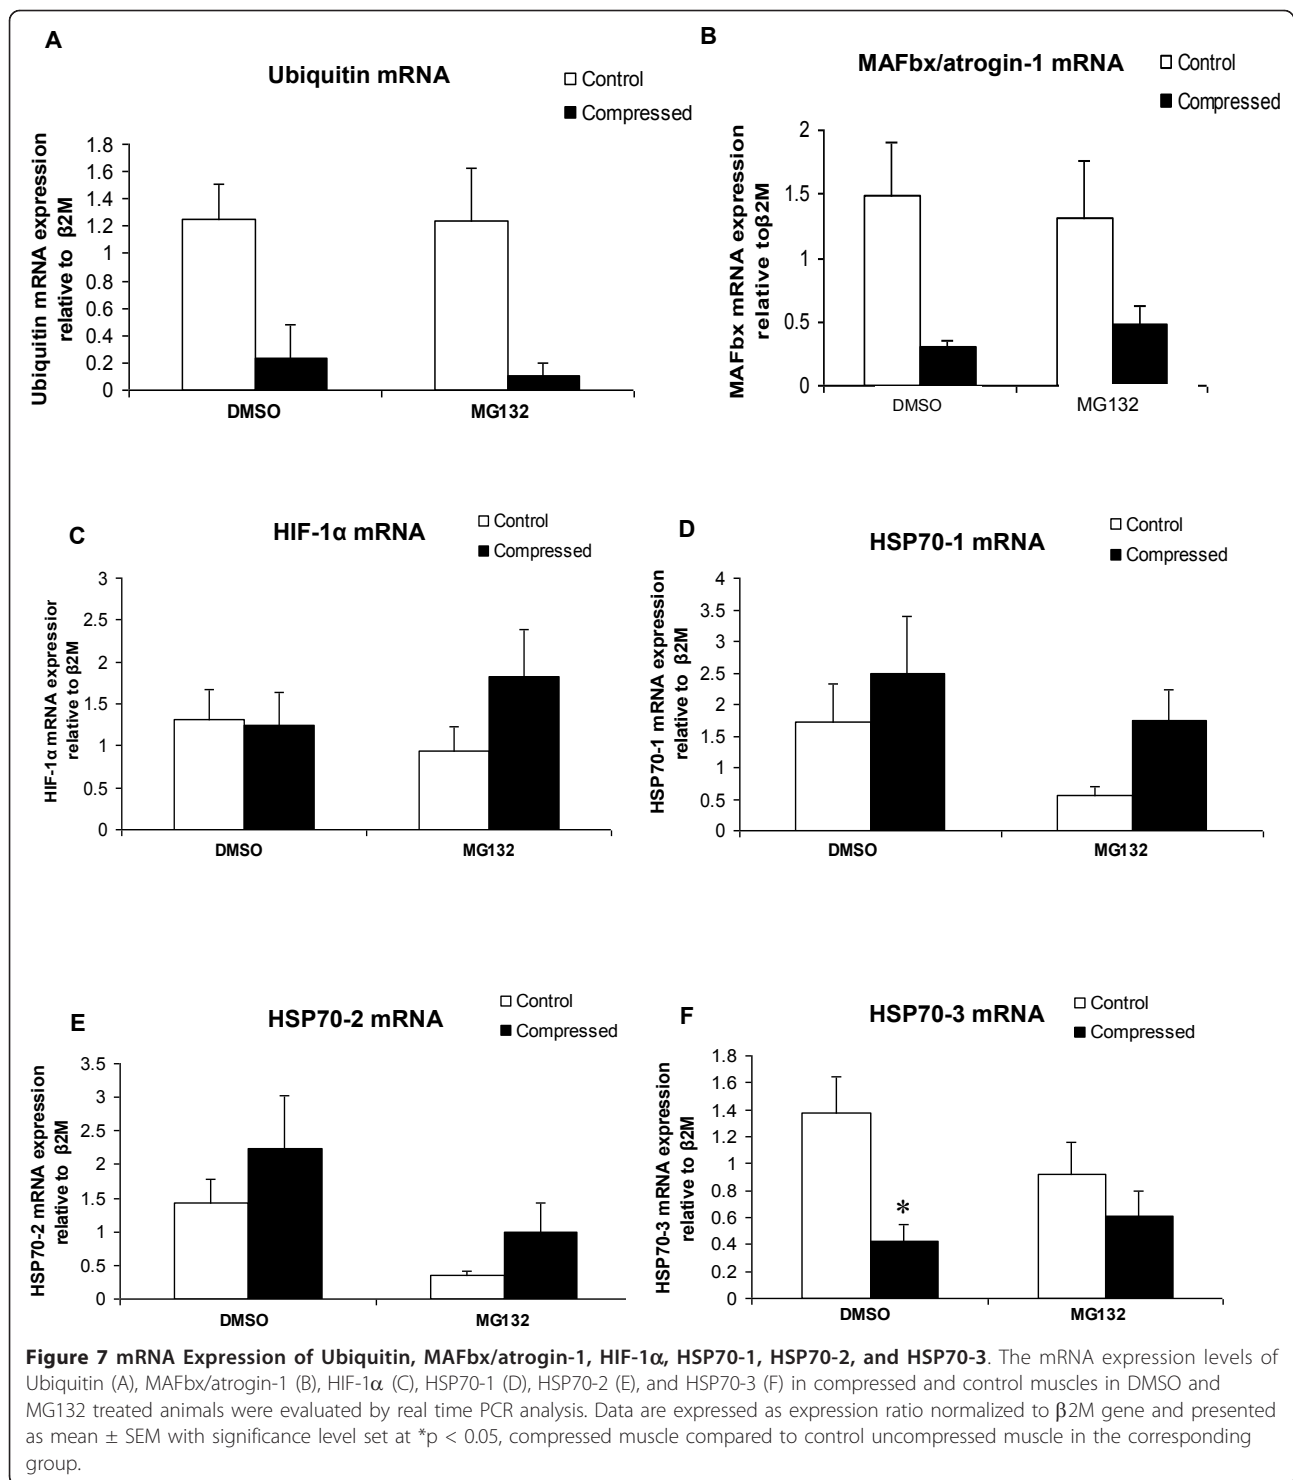 A
Ubiquitin mRNA
Control
Compressed
Ubiquitin mRNA expression
relative to β2M
1.8
1.6
1.4
1.2
1
0.8
0.6
0.4
0.2
0
DMSO
MG132
B
MAFbx/atrogin-1 mRNA
Control
Compressed
MAFbx mRNA expression
relative toβ2M
2
1.5
1
0.5
0
DMSO
MG132
C
HIF-1α mRNA
Control
Compressed
HIF-1α mRNA expressior
relative to β2M
3
2.5
2
1.5
1
0.5
0
DMSO
MG132
D
HSP70-1 mRNA
Control
Compressed
HSP70-1 mRNA expression
relative to β2M
4
3.5
3
2.5
2
1.5
1
0.5
0
DMSO
MG132
E
HSP70-2 mRNA
Control
Compressed
HSP70-2 mRNA expression
relative to β2M
3.5
3
2.5
2
1.5
1
0.5
0
DMSO
MG132
F
HSP70-3 mRNA
Control
Compressed
HSP70-3 mRNA expression
relative to β2M
1.8
1.6
1.4
1.2
1
0.8
0.6
0.4
0.2
0
*
DMSO
MG132
Figure 7 mRNA Expression of Ubiquitin, MAFbx/atrogin-1, HIF-1α, HSP70-1, HSP70-2, and HSP70-3. The mRNA expression levels of
Ubiquitin (A), MAFbx/atrogin-1 (B), HIF-1α (C), HSP70-1 (D), HSP70-2 (E), and HSP70-3 (F) in compressed and control muscles in DMSO and
MG132 treated animals were evaluated by real time PCR analysis. Data are expressed as expression ratio normalized to β2M gene and presented
as mean ± SEM with significance level set at *p < 0.05, compressed muscle compared to control uncompressed muscle in the corresponding
group.